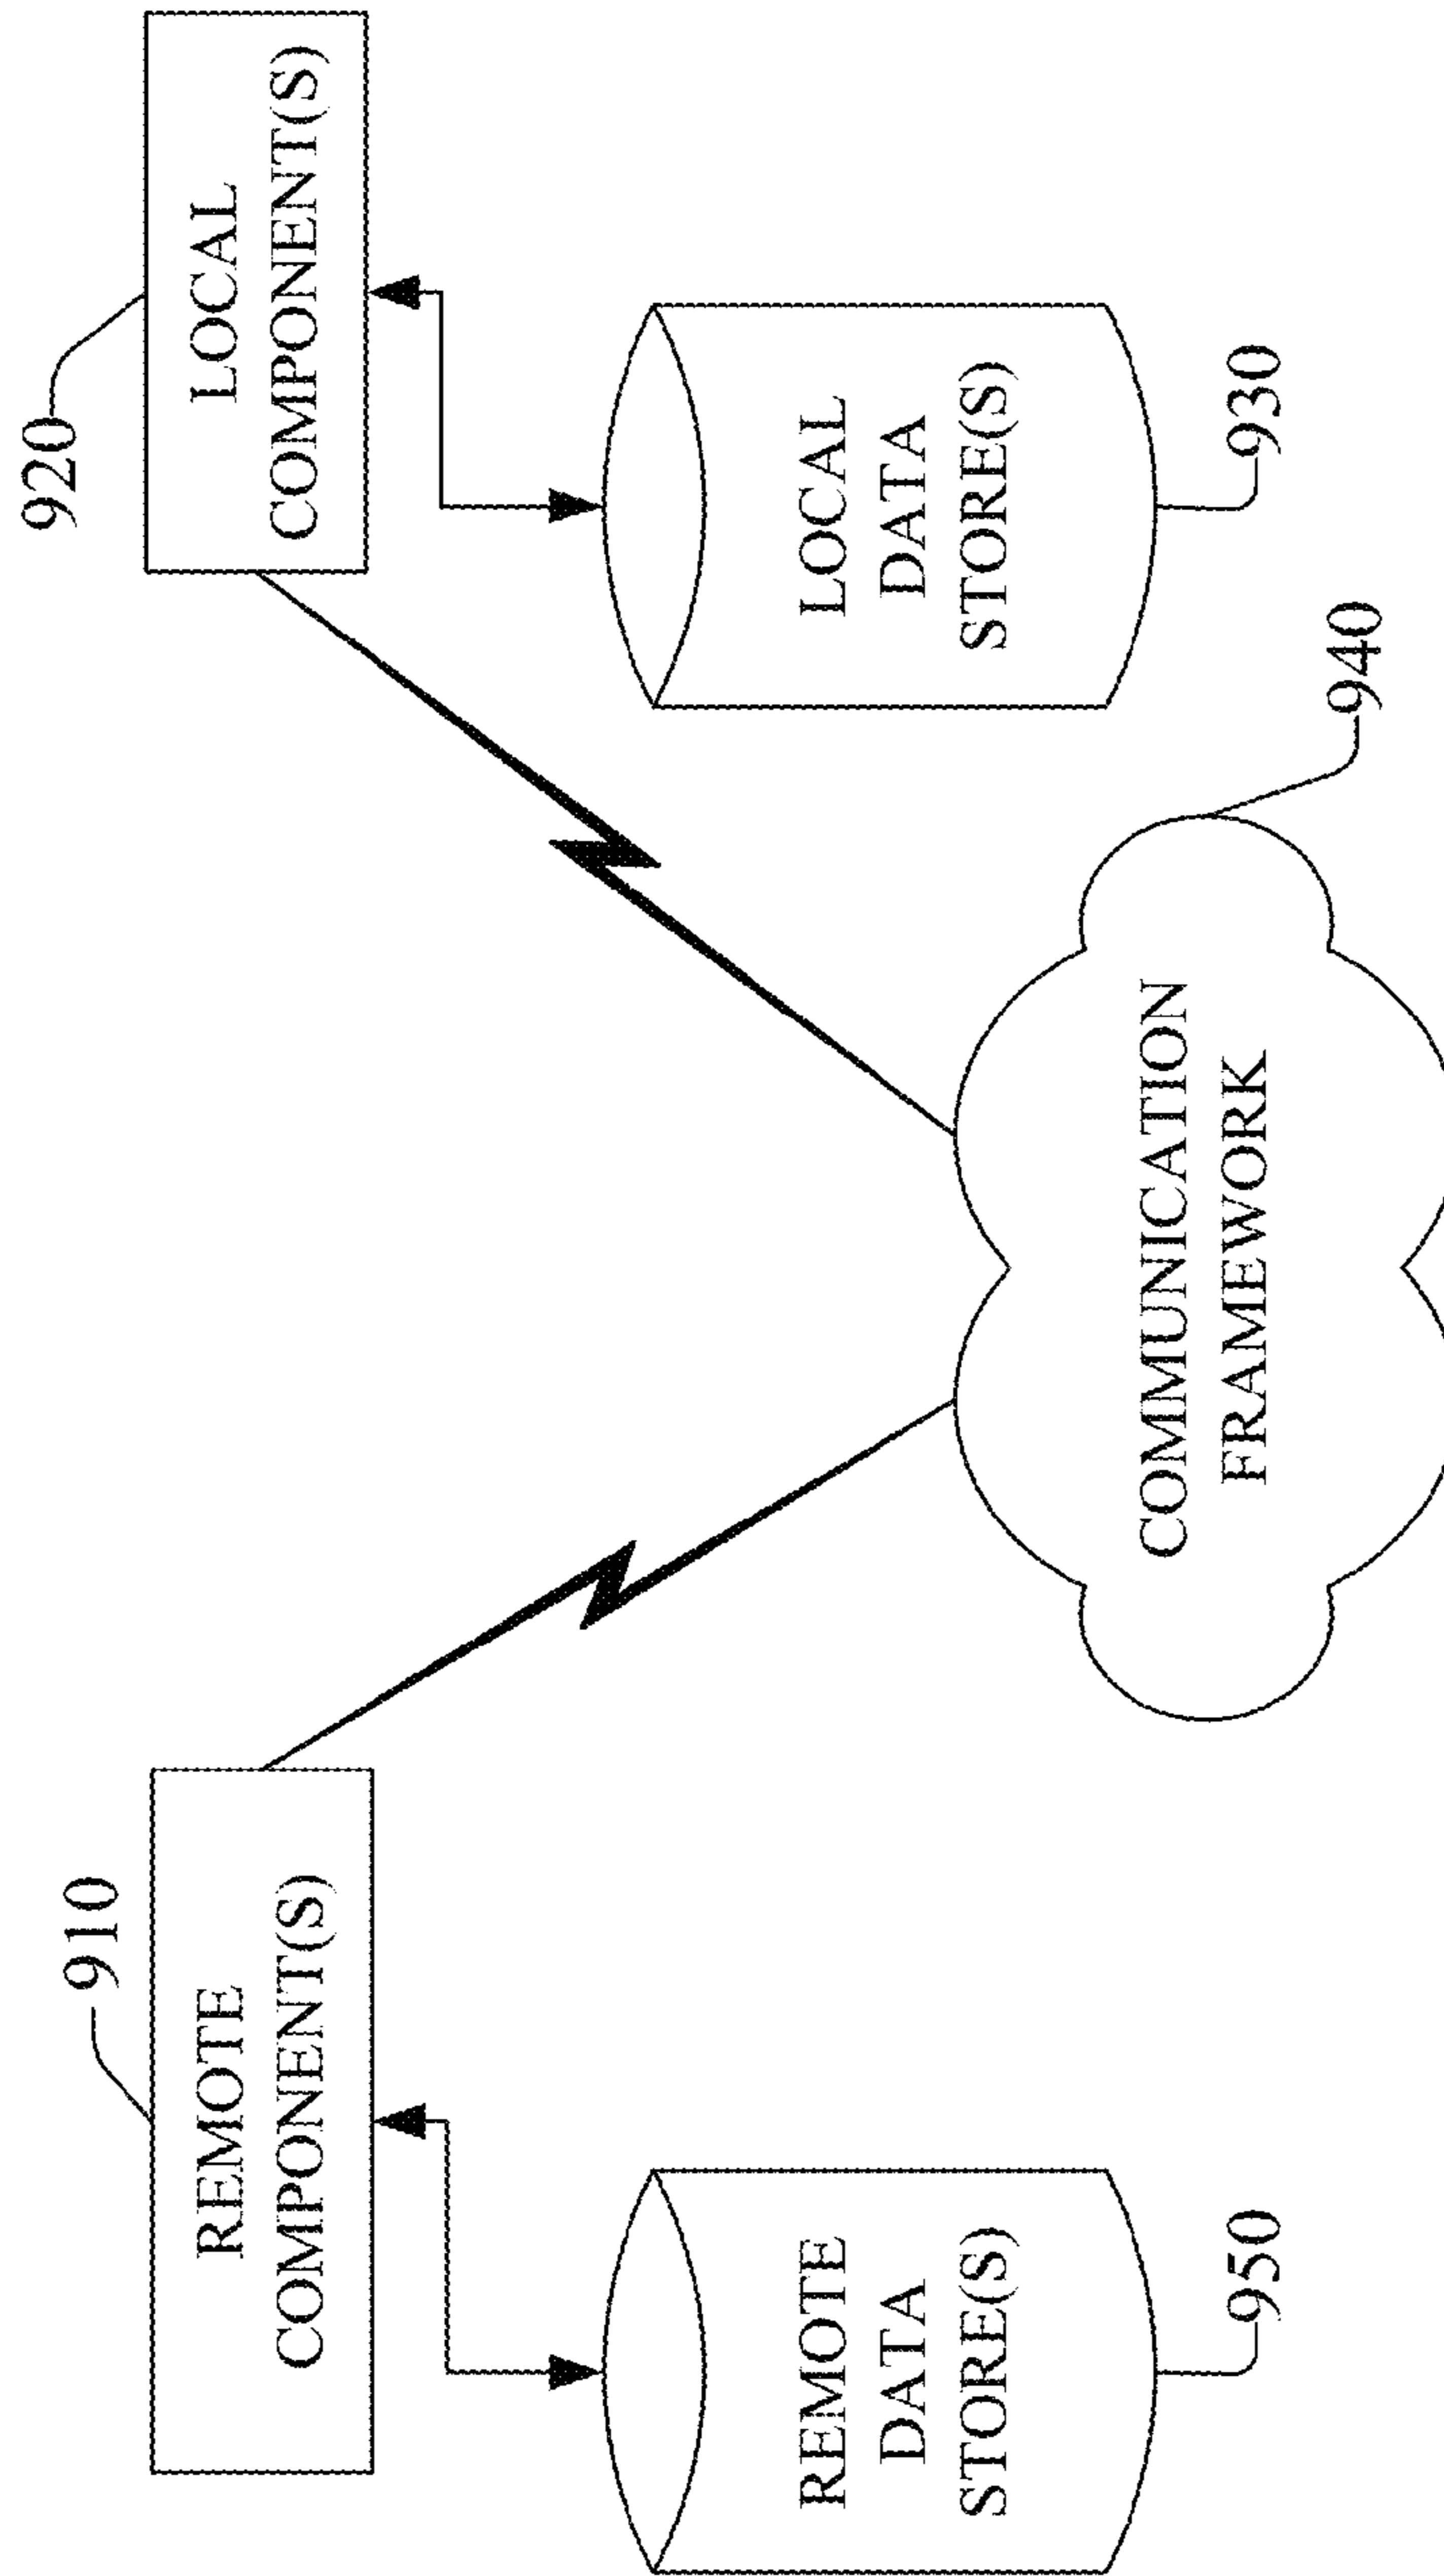 910
REMOTE
COMPONENT(S)
920
LOCAL
COMPONENT(S)
REMOTE
DATA
STORE(S)
950
LOCAL
DATA
STORE(S)
930
940
COMMUNICATION
FRAMEWORK